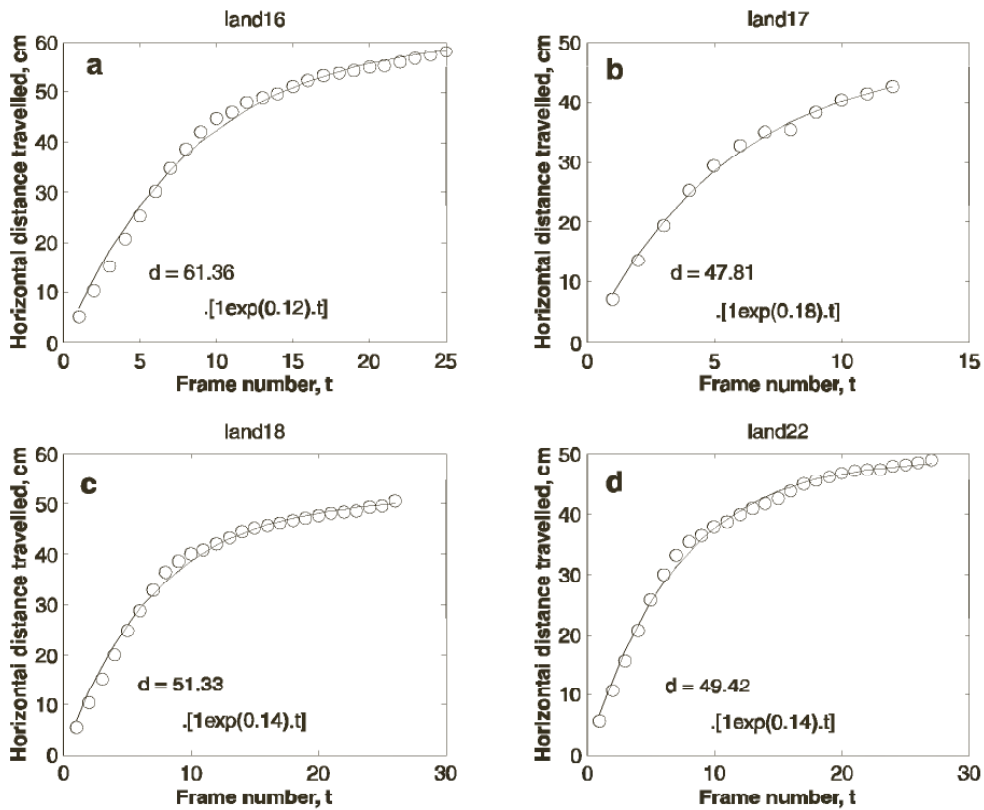 land16
a
Horizontal distance travelled, cm
60
50
40
30
20
10
0
d = 61.36
.[1exp(0.12).t]
0 5 10 15 20 25
Frame number, t
land17
b
Horizontal distance travelled, cm
50
40
30
20
10
0
d = 47.81
.[1exp(0.18).t]
0 5 10 15
Frame number, t
land18
c
Horizontal distance travelled, cm
60
50
40
30
20
10
0
d = 51.33
.[1exp(0.14).t]
0 10 20 30
Frame number, t
land22
d
Horizontal distance travelled, cm
50
40
30
20
10
0
d = 49.42
.[1exp(0.14).t]
0 10 20 30
Frame number, t